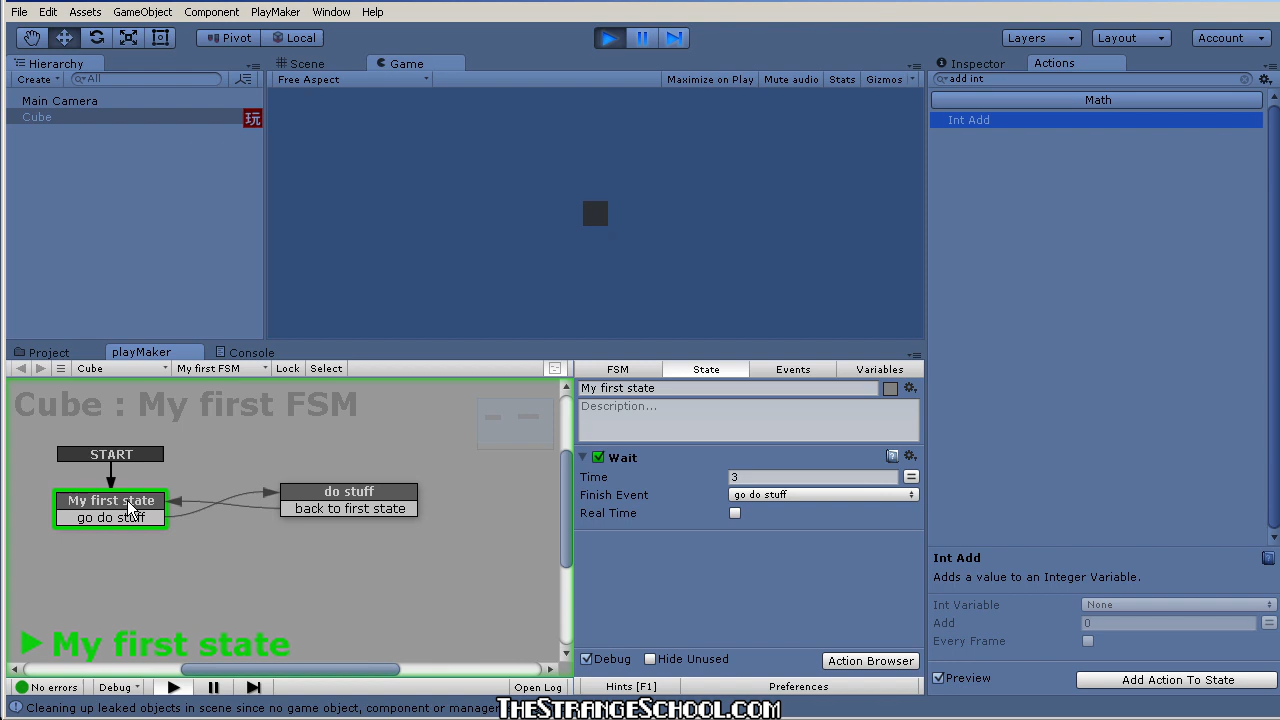 File Edit Assets GameObject Component PlayMaker Window Help
Pivot Local Layers Layout Account
Hierarchy Scene Game Inspector Actions
Create All Free Aspect Maximize on Play Mute audio Stats Gizmos add int
Main Camera
Cube 玩
Math
Int Add
Project playMaker Console
Cube My first FSM Lock Select FSM State Events Variables
Cube : My first FSM
START
My first state
go do stuff
do stuff
back to first state
My first state
My first state
Description...
Wait
Time 3
Finish Event go do stuff
Real Time
Debug Hide Unused Action Browser
Int Add
Adds a value to an Integer Variable.
Int Variable None
Add 0
Every Frame
Preview Add Action To State
No errors Debug Open Log Hints [F1] Preferences
Cleaning up leaked objects in scene since no game object, component or manager
TheStrangeSchool.com